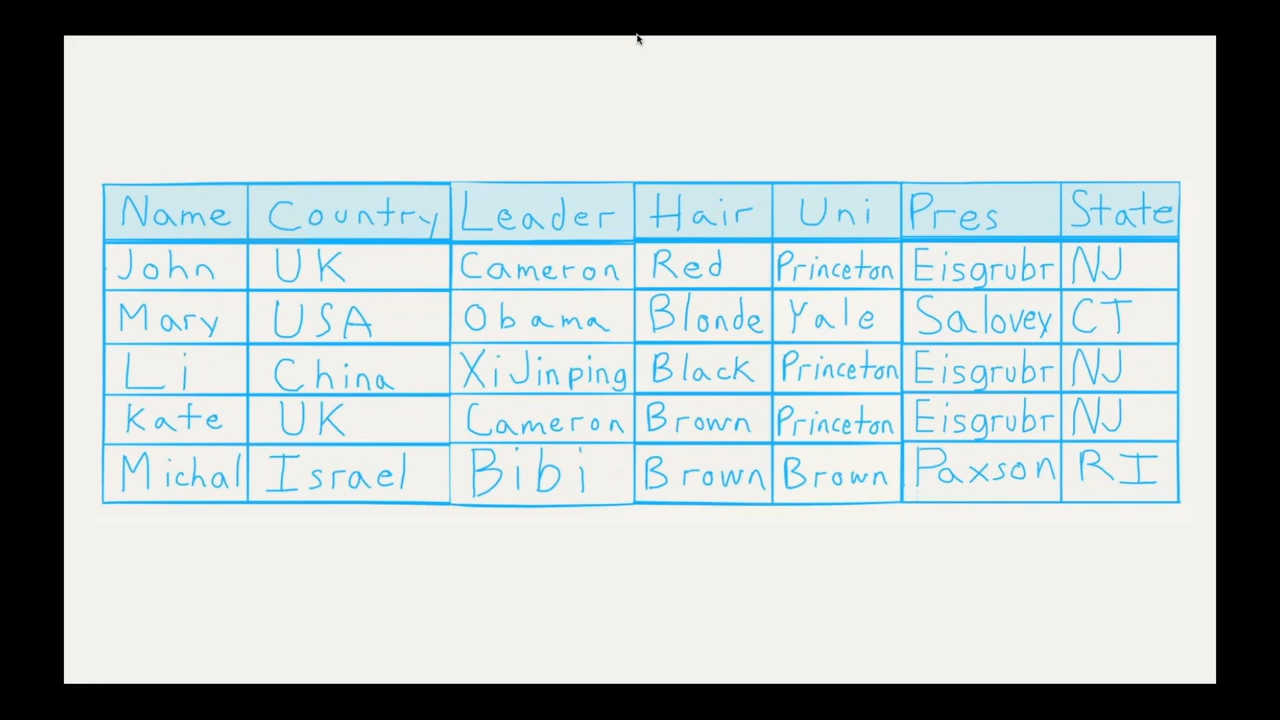 Name Country Leader Hair Uni Pres State
John UK Cameron Red Princeton Eisgrubr NJ
Mary USA Obama Blonde Yale Salovey CT
Li China Xi Jinping Black Princeton Eisgrubr NJ
Kate UK Cameron Brown Princeton Eisgrubr NJ
Michal Israel Bibi Brown Brown Paxson RI